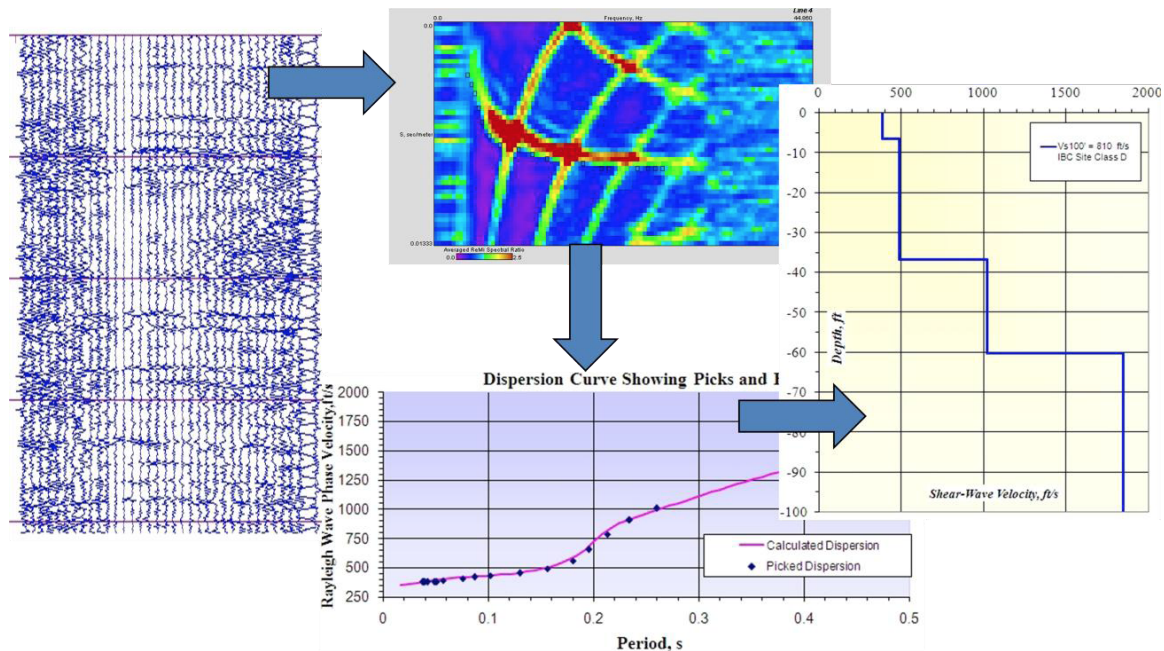 Line 4
0.0 Frequency, Hz 44.660
0.0
S, sec/meter
0.01333
Averaged ReMi Spectral Ratio
0.0 2.5
0 500 1000 1500 2000
0
-10
-20
-30
-40
-50
-60
-70
-80
-90
-100
Vs100' = 810 ft/s
IBC Site Class D
Depth, ft
Shear-Wave Velocity, ft/s
Dispersion Curve Showing Picks and
2000
1750
1500
1250
1000
750
500
250
Rayleigh Wave Phase Velocity,ft/s
Calculated Dispersion
Picked Dispersion
0 0.1 0.2 0.3 0.4 0.5
Period, s